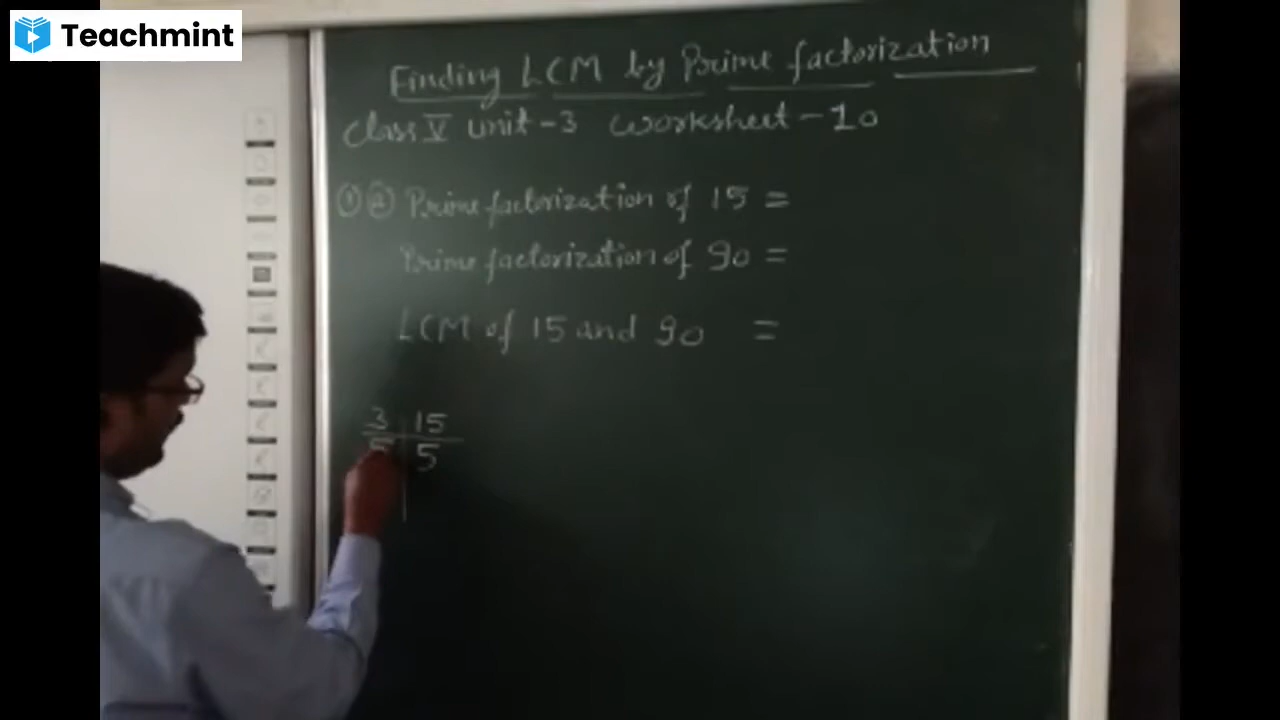 Teachmint
Finding LCM by Prime factorization
Class V unit-3 worksheet-10
① ⓐ Prime factorization of 15 =
Prime factorization of 90 =
LCM of 15 and 90 =
3 15
5 5